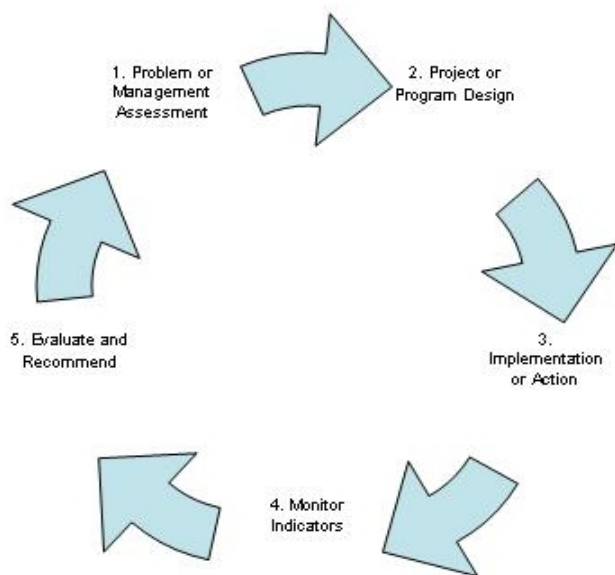 1. Problem or
Management
Assessment
2. Project or
Program Design
3.
Implementation
or Action
4. Monitor
Indicators
5. Evaluate and
Recommend